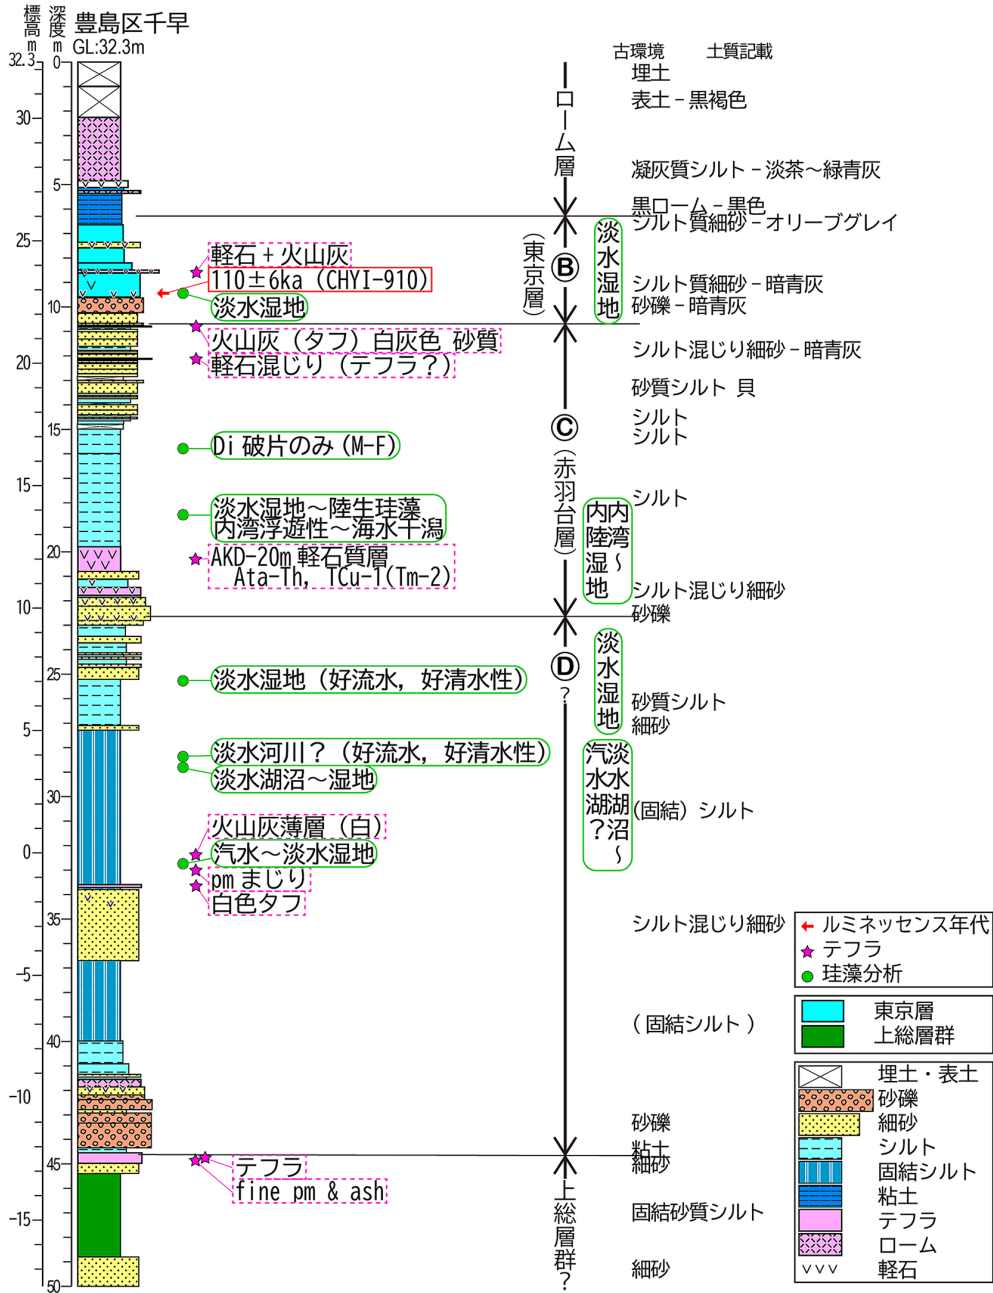 標高 m
深度 m
豊島区千早
GL:32.3m
古環境 土質記載
32.3
30
25
20
15
10
5
0
-5
-10
-15
0
5
10
15
20
25
30
35
40
45
50
埋土
表土－黒褐色
凝灰質シルト－淡茶～緑青灰
黒ローム－黒色
シルト質細砂－オリーブグレイ
シルト質細砂－暗青灰
砂礫－暗青灰
シルト混じり細砂－暗青灰
砂質シルト 貝
シルト
シルト
シルト
シルト混じり細砂
砂礫
砂質シルト
細砂
(固結) シルト
シルト混じり細砂
(固結シルト)
砂礫
粘土
細砂
固結砂質シルト
細砂
ローム層
B
(東京層)
C
(赤羽台層)
D
?
上総層群?
淡水湿地
内湾～
内陸湿地
淡水湿地
淡水湖沼～
汽水湖?
軽石＋火山灰
110±6ka (CHYI-910)
淡水湿地
火山灰（タフ）白灰色 砂質
軽石混じり（テフラ？）
Di 破片のみ (M-F)
淡水湿地～陸生珪藻
内湾浮遊性～海水干潟
AKD-20m 軽石質層
Ata-Th, TCu-1(Tm-2)
淡水湿地（好流水, 好清水性）
淡水河川？（好流水, 好清水性）
淡水湖沼～湿地
火山灰薄層（白）
汽水～淡水湿地
pm まじり
白色タフ
テフラ
fine pm & ash
ルミネッセンス年代
テフラ
珪藻分析
東京層
上総層群
埋土・表土
砂礫
細砂
シルト
固結シルト
粘土
テフラ
ローム
軽石